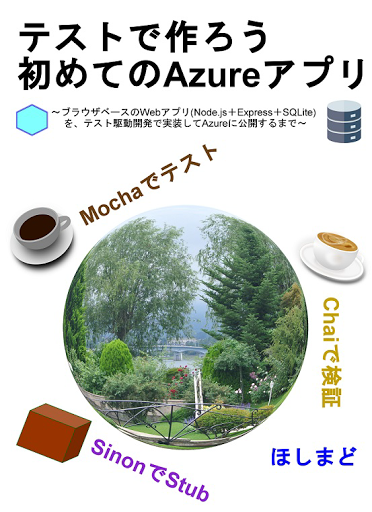 テストで作ろう
初めてのAzureアプリ
～ブラウザベースのWebアプリ(Node.js＋Express＋SQLite)
を、テスト駆動開発で実装してAzureに公開するまで～
Mochaでテスト
Chaiで検証
SinonでStub
ほしまど